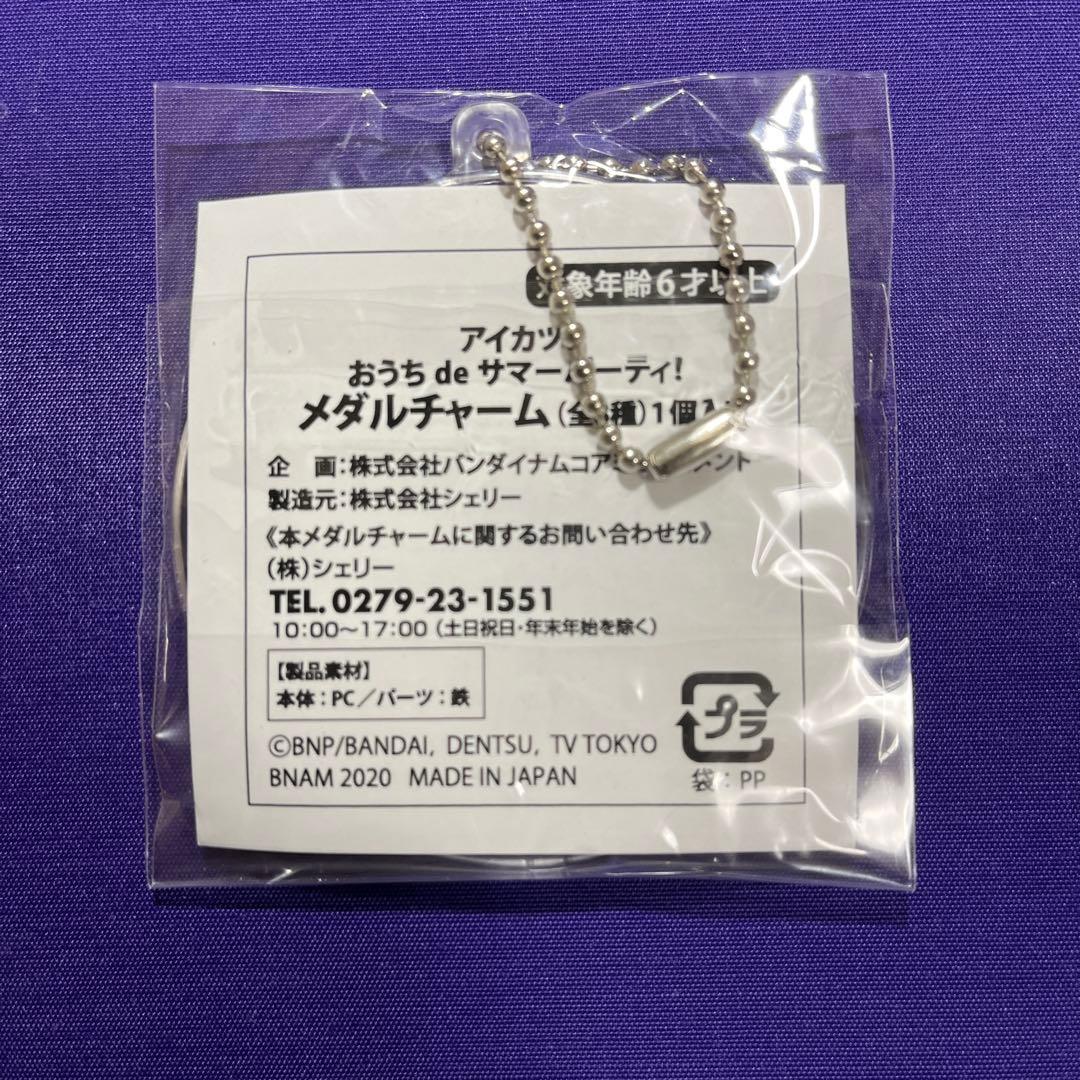 象年齢6才以上
アイカツ
おうち de サマーパーティ!
メダルチャーム (全 種) 1個入
企 画:株式会社バンダイナムコア メント
製造元:株式会社シェリー
《本メダルチャームに関するお問い合わせ先》
(株)シェリー
TEL. 0279-23-1551
10:00〜17:00 (土日祝日・年末年始を除く)
【製品素材】
本体:PC/パーツ:鉄
プラ
©BNP/BANDAI, DENTSU, TV TOKYO
BNAM 2020 MADE IN JAPAN
袋:PP